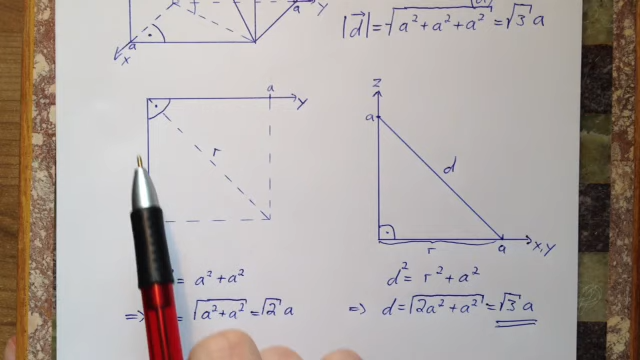 a
Y
a
X
|d⃗| = √(a² + a² + a²) = √3 a
a
Y
r
Z
a
d
a
X,Y
r
= a² + a²
d² = r² + a²
⇒ = √(a² + a²) = √2 a
⇒ d = √(2a² + a²) = √3 a